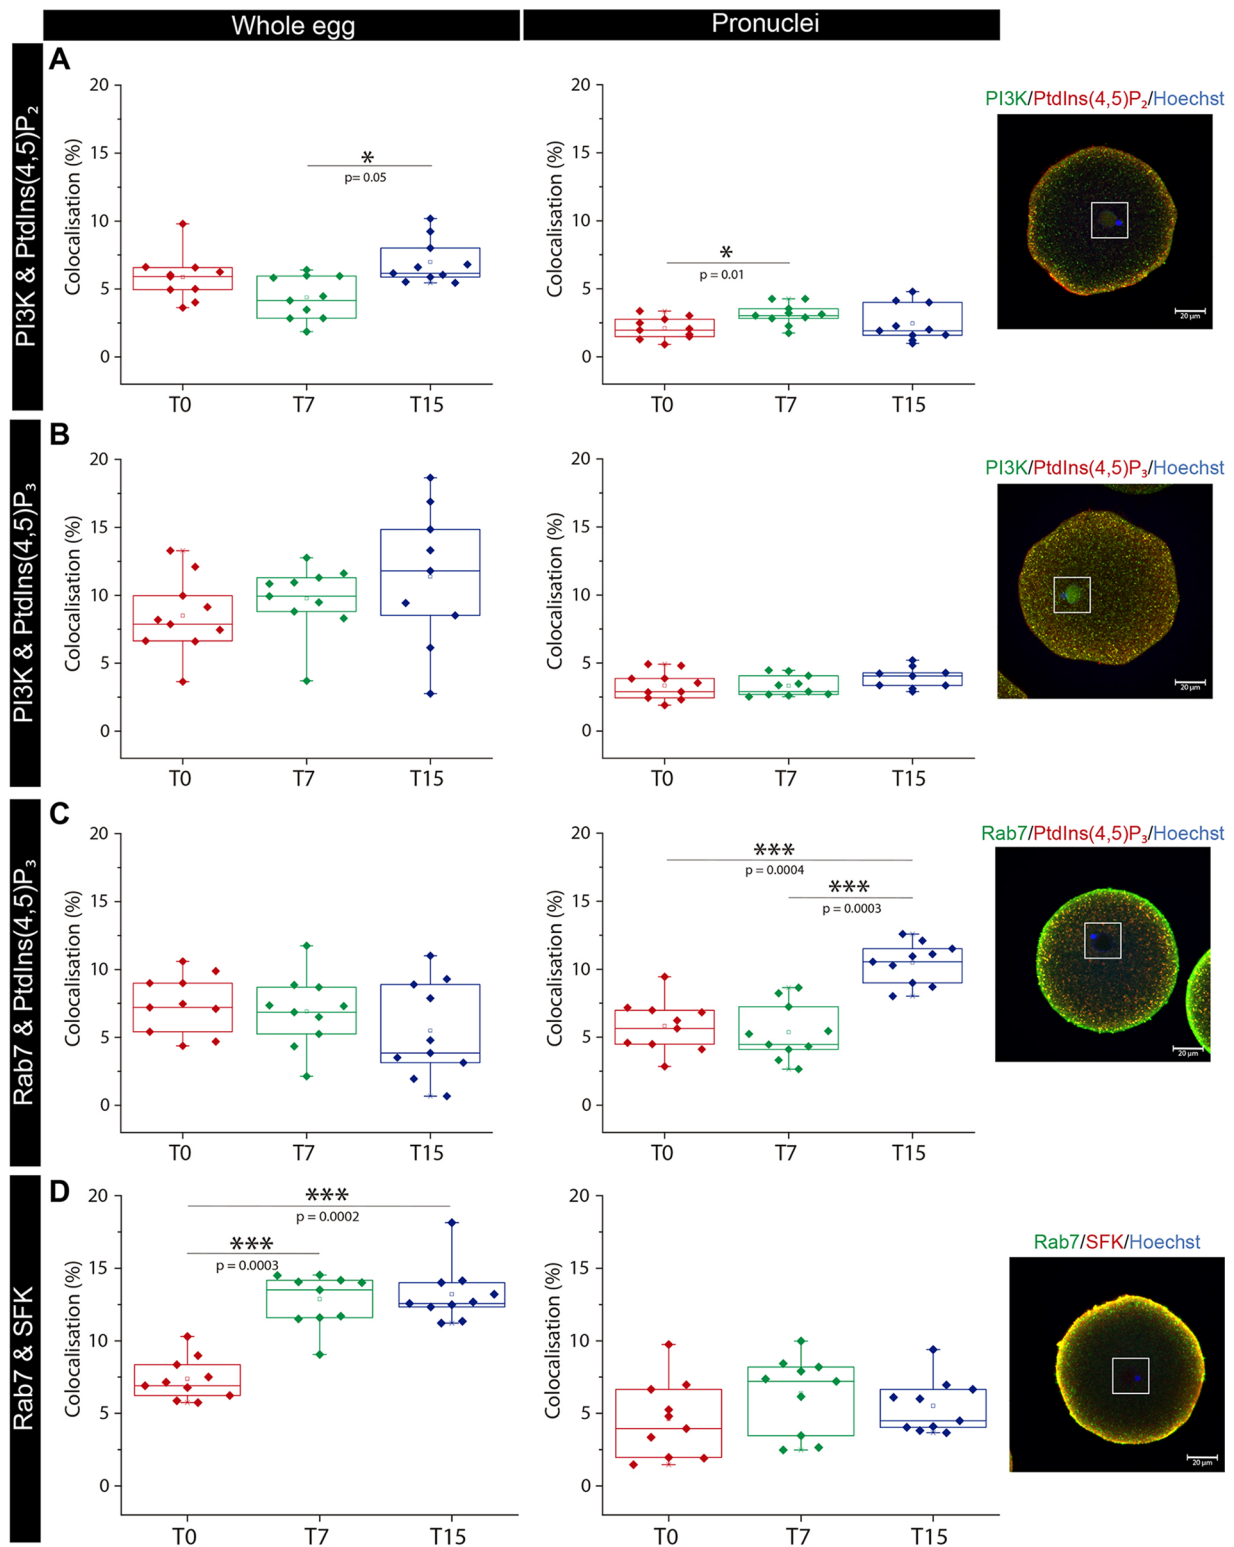 Whole egg
Pronuclei
PI3K & PtdIns(4,5)P₂
A
20
15
10
5
0
Colocalisation (%)
*
p= 0.05
T0
T7
T15
20
15
10
5
0
Colocalisation (%)
*
p = 0.01
T0
T7
T15
PI3K/PtdIns(4,5)P₂/Hoechst
20 µm
PI3K & PtdIns(4,5)P₃
B
20
15
10
5
0
Colocalisation (%)
T0
T7
T15
20
15
10
5
0
Colocalisation (%)
T0
T7
T15
PI3K/PtdIns(4,5)P₃/Hoechst
20 µm
Rab7 & PtdIns(4,5)P₃
C
20
15
10
5
0
Colocalisation (%)
T0
T7
T15
20
15
10
5
0
Colocalisation (%)
***
p = 0.0004
***
p = 0.0003
T0
T7
T15
Rab7/PtdIns(4,5)P₃/Hoechst
20 µm
Rab7 & SFK
D
20
15
10
5
0
Colocalisation (%)
***
p = 0.0002
***
p = 0.0003
T0
T7
T15
20
15
10
5
0
Colocalisation (%)
T0
T7
T15
Rab7/SFK/Hoechst
20 µm